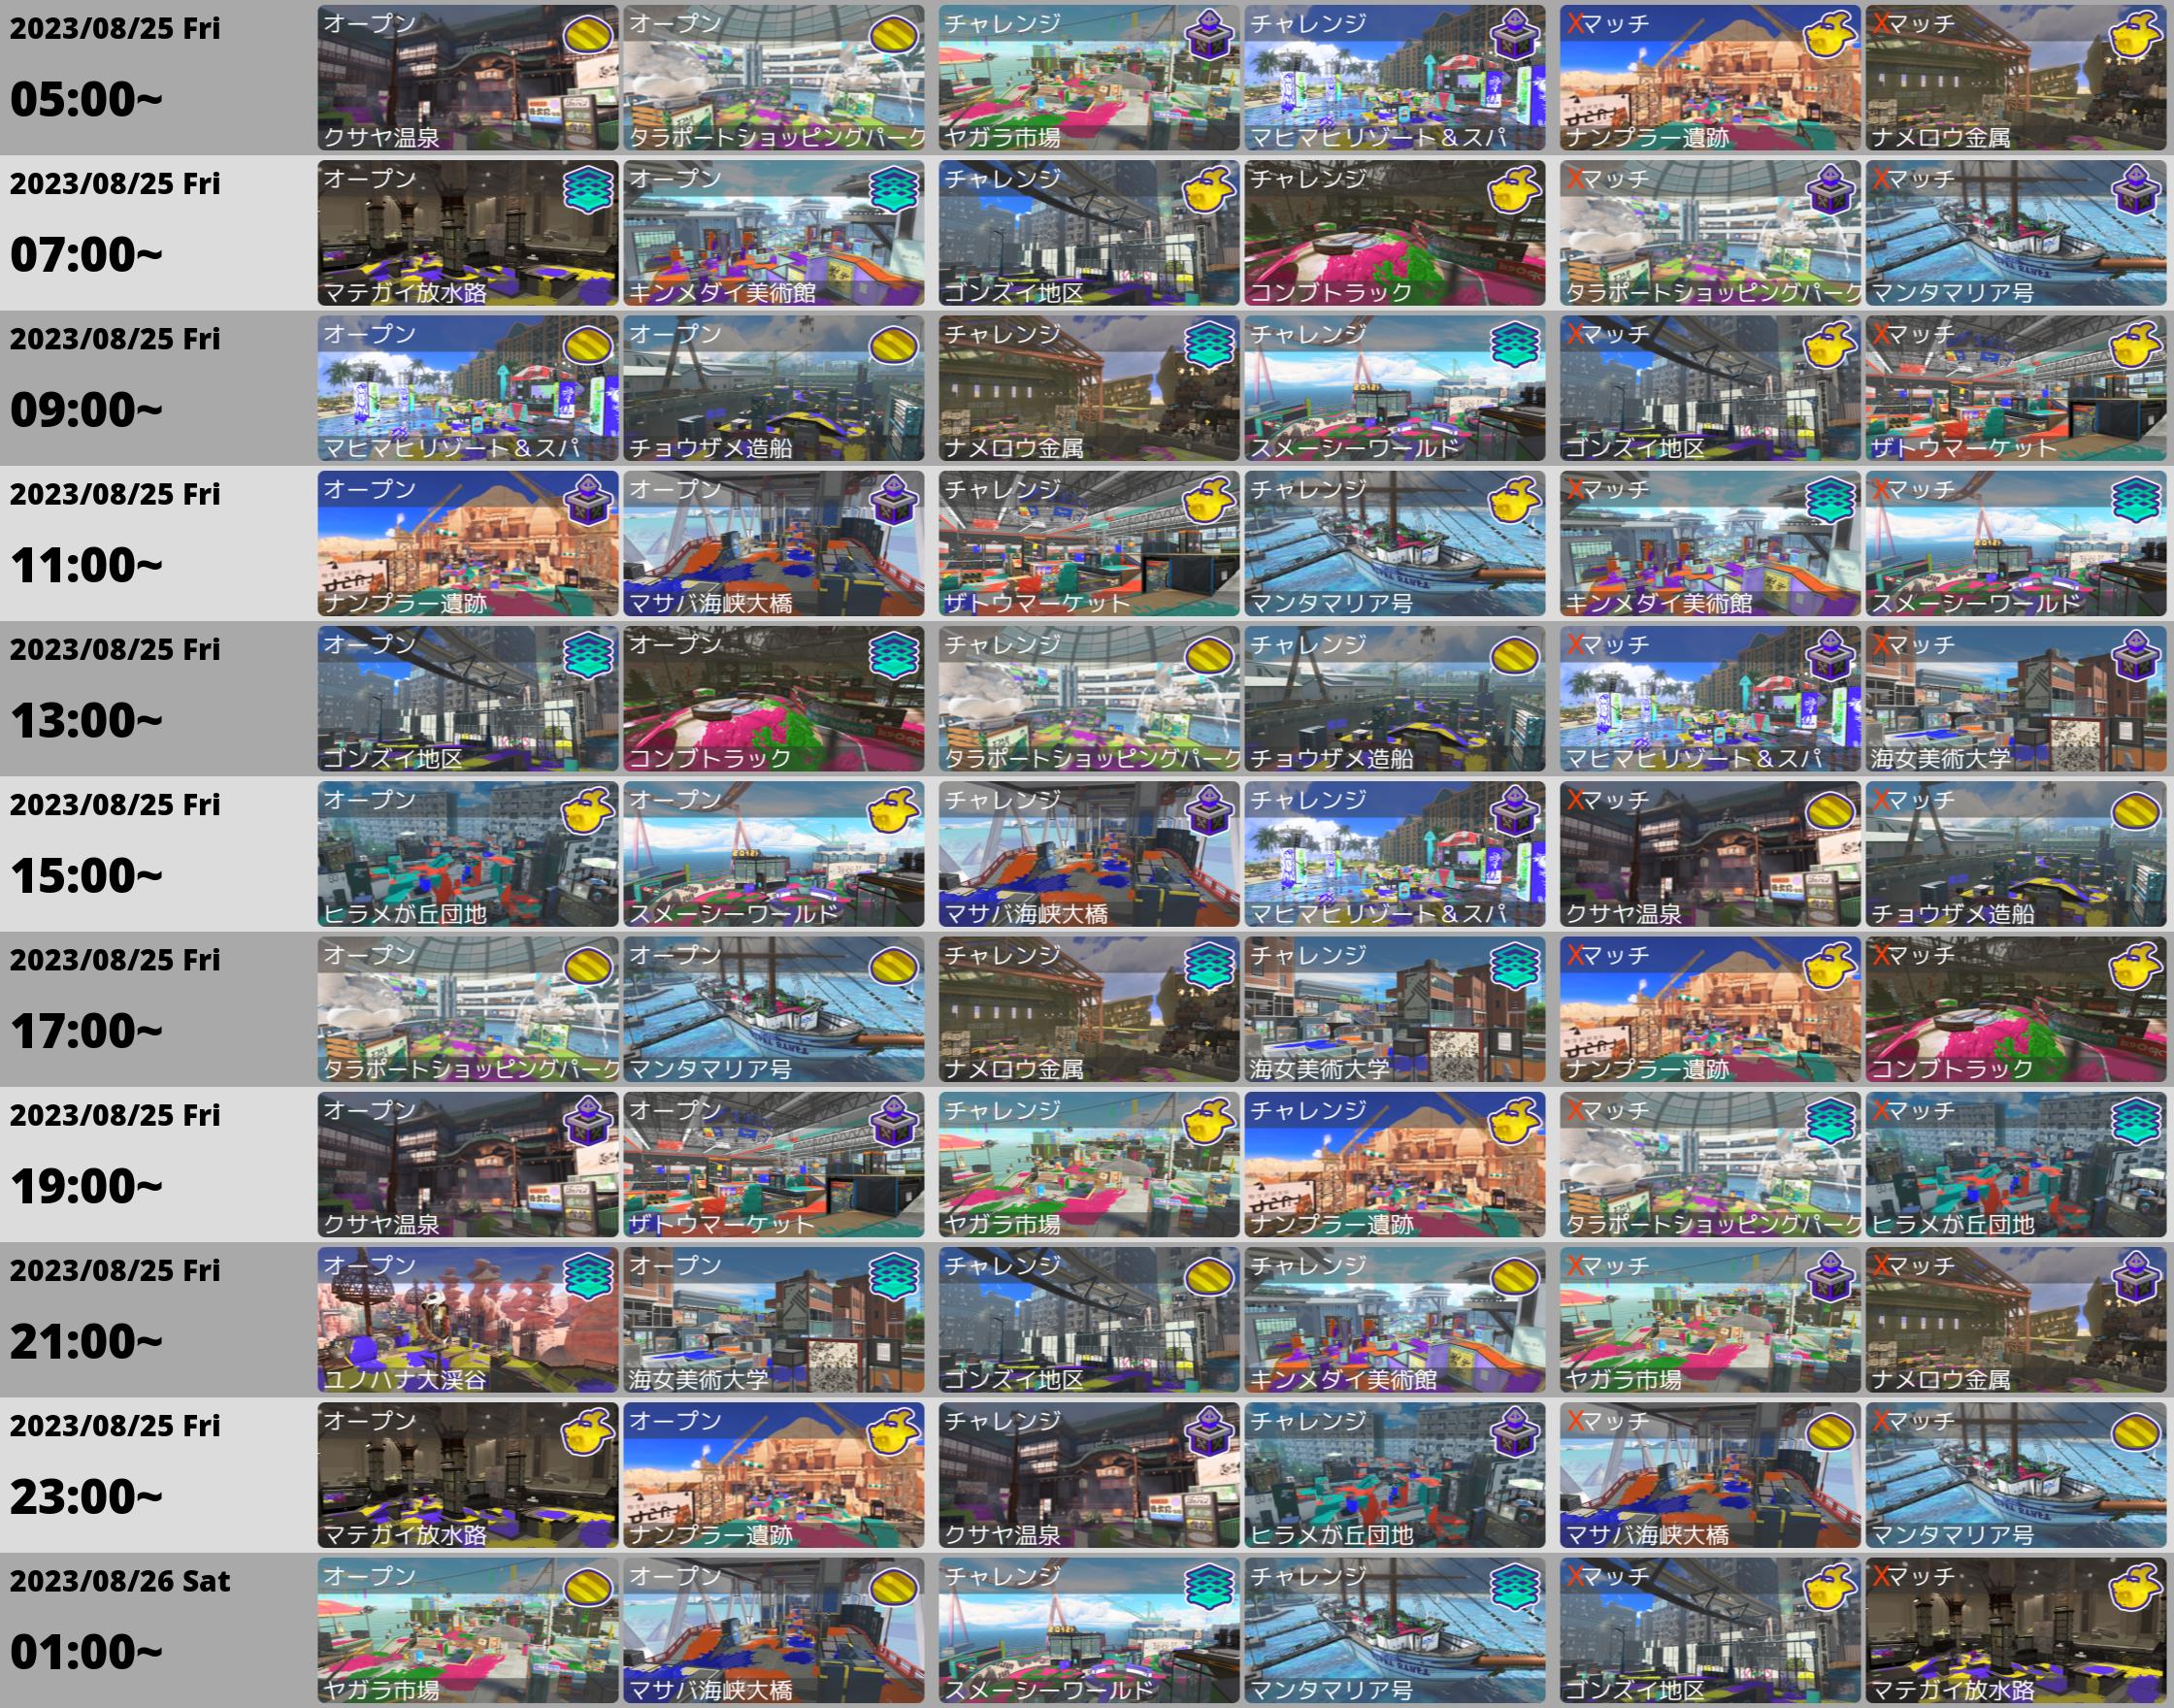 2023/08/25 Fri
05:00~
オープン
クサヤ温泉
オープン
タラポートショッピングパーク
チャレンジ
ヤガラ市場
チャレンジ
マヒマヒリゾート＆スパ
Xマッチ
ナンプラー遺跡
Xマッチ
ナメロウ金属
2023/08/25 Fri
07:00~
オープン
マテガイ放水路
オープン
キンメダイ美術館
チャレンジ
ゴンズイ地区
チャレンジ
コンブトラック
Xマッチ
タラポートショッピングパーク
Xマッチ
マンタマリア号
2023/08/25 Fri
09:00~
オープン
マヒマヒリゾート＆スパ
オープン
チョウザメ造船
チャレンジ
ナメロウ金属
チャレンジ
スメーシーワールド
Xマッチ
ゴンズイ地区
Xマッチ
ザトウマーケット
2023/08/25 Fri
11:00~
オープン
ナンプラー遺跡
オープン
マサバ海峡大橋
チャレンジ
ザトウマーケット
チャレンジ
マンタマリア号
Xマッチ
キンメダイ美術館
Xマッチ
スメーシーワールド
2023/08/25 Fri
13:00~
オープン
ゴンズイ地区
オープン
コンブトラック
チャレンジ
タラポートショッピングパーク
チャレンジ
チョウザメ造船
Xマッチ
マヒマヒリゾート＆スパ
Xマッチ
海女美術大学
2023/08/25 Fri
15:00~
オープン
ヒラメが丘団地
オープン
スメーシーワールド
チャレンジ
マサバ海峡大橋
チャレンジ
マヒマヒリゾート＆スパ
Xマッチ
クサヤ温泉
Xマッチ
チョウザメ造船
2023/08/25 Fri
17:00~
オープン
タラポートショッピングパーク
オープン
マンタマリア号
チャレンジ
ナメロウ金属
チャレンジ
海女美術大学
Xマッチ
ナンプラー遺跡
Xマッチ
コンブトラック
2023/08/25 Fri
19:00~
オープン
クサヤ温泉
オープン
ザトウマーケット
チャレンジ
ヤガラ市場
チャレンジ
ナンプラー遺跡
Xマッチ
タラポートショッピングパーク
Xマッチ
ヒラメが丘団地
2023/08/25 Fri
21:00~
オープン
ユノハナ大渓谷
オープン
海女美術大学
チャレンジ
ゴンズイ地区
チャレンジ
キンメダイ美術館
Xマッチ
ヤガラ市場
Xマッチ
ナメロウ金属
2023/08/25 Fri
23:00~
オープン
マテガイ放水路
オープン
ナンプラー遺跡
チャレンジ
クサヤ温泉
チャレンジ
ヒラメが丘団地
Xマッチ
マサバ海峡大橋
Xマッチ
マンタマリア号
2023/08/26 Sat
01:00~
オープン
ヤガラ市場
オープン
マサバ海峡大橋
チャレンジ
スメーシーワールド
チャレンジ
マンタマリア号
Xマッチ
ゴンズイ地区
Xマッチ
マテガイ放水路